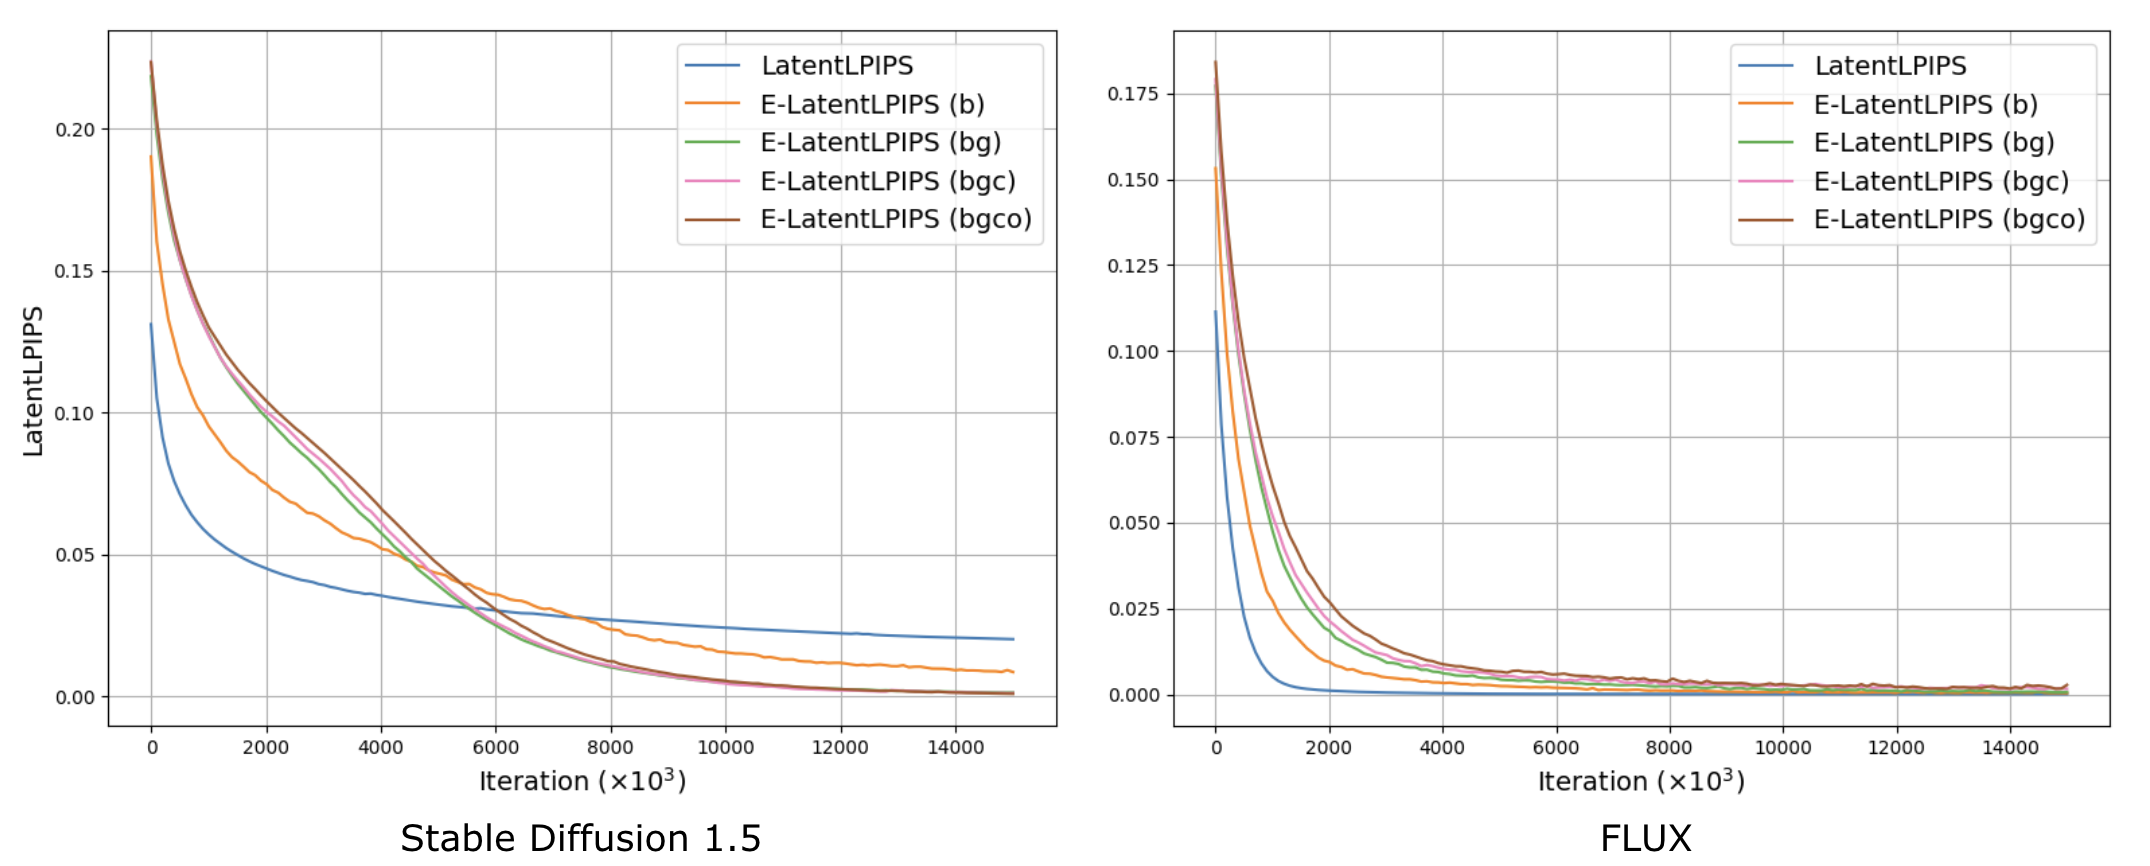 LatentLPIPS
0.20
0.15
0.10
0.05
0.00
0 2000 4000 6000 8000 10000 12000 14000
Iteration (×10³)
LatentLPIPS
E-LatentLPIPS (b)
E-LatentLPIPS (bg)
E-LatentLPIPS (bgc)
E-LatentLPIPS (bgco)
Stable Diffusion 1.5
0.175
0.150
0.125
0.100
0.075
0.050
0.025
0.000
0 2000 4000 6000 8000 10000 12000 14000
Iteration (×10³)
LatentLPIPS
E-LatentLPIPS (b)
E-LatentLPIPS (bg)
E-LatentLPIPS (bgc)
E-LatentLPIPS (bgco)
FLUX